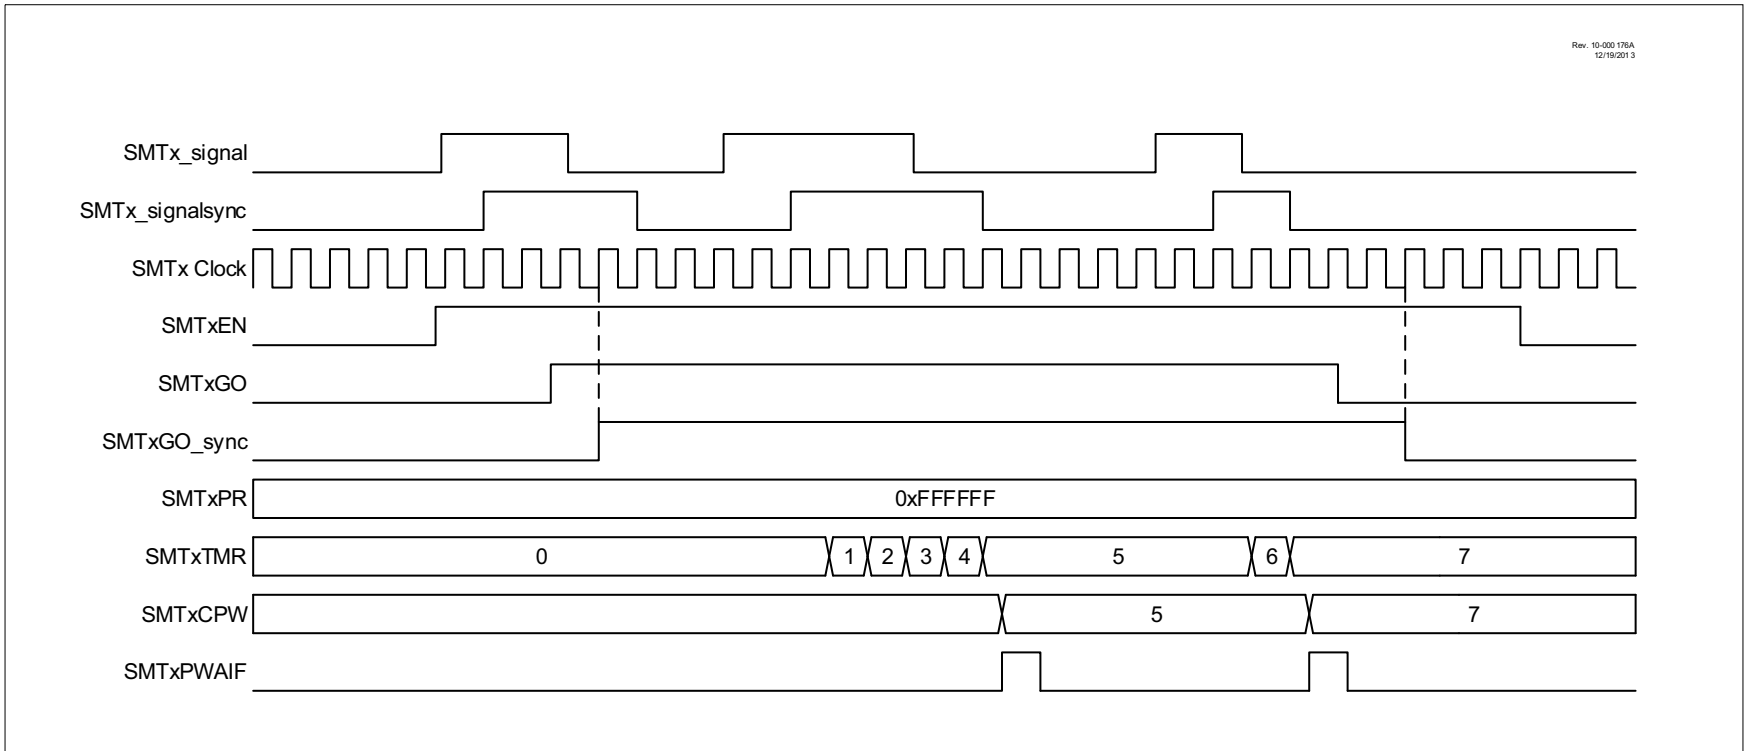 Rev. 10-000 176A
12/19/201 3
SMTx_signal
SMTx_signalsync
SMTx Clock
SMTxEN
SMTxGO
SMTxGO_sync
SMTxPR 0xFFFFFF
SMTxTMR 0 1 2 3 4 5 6 7
SMTxCPW 5 7
SMTxPWAIF